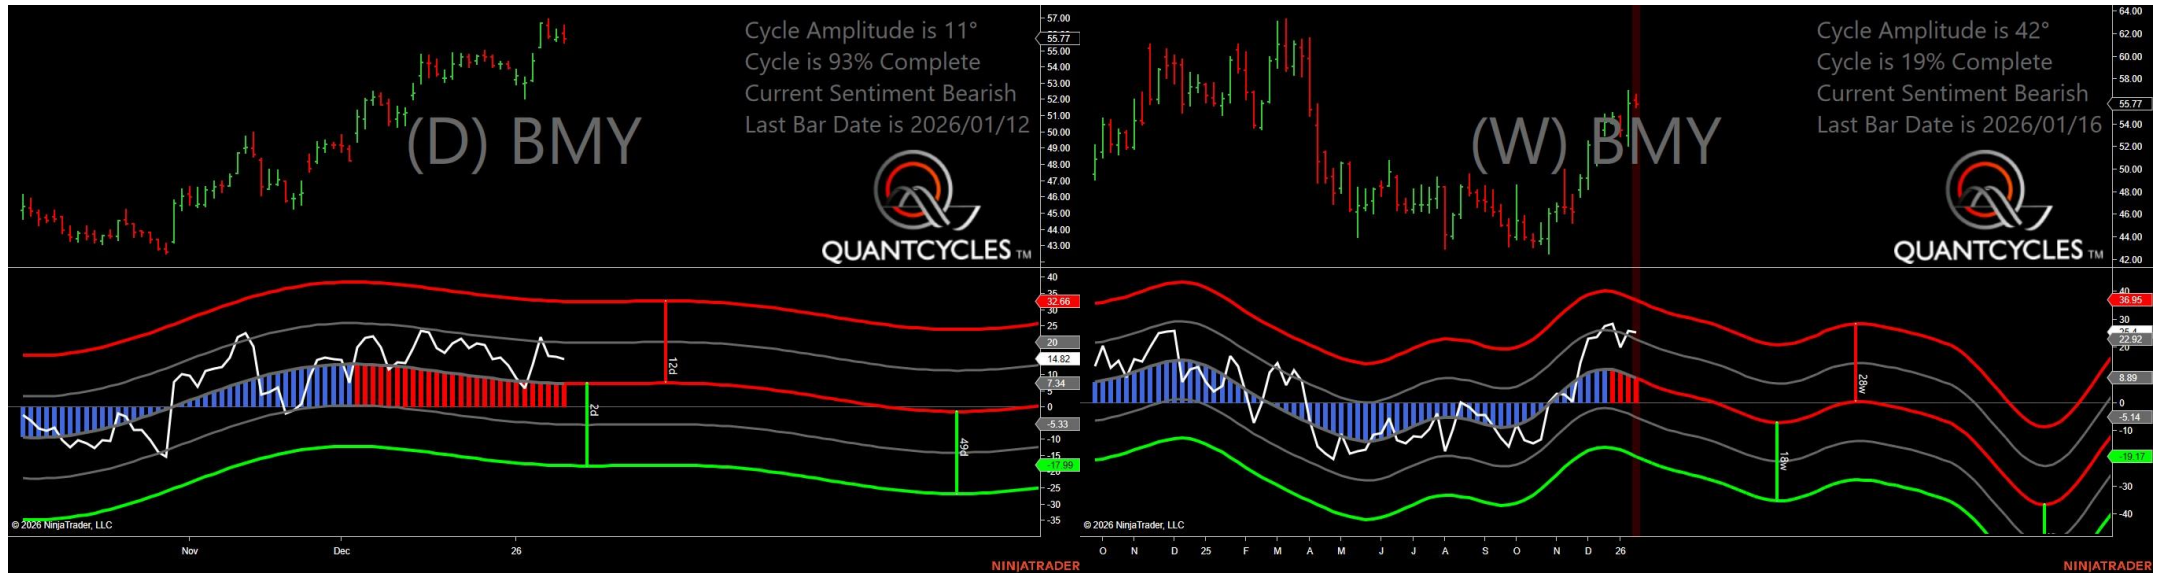 Cycle Amplitude is 11°
Cycle is 93% Complete
Current Sentiment Bearish
Last Bar Date is 2026/01/12
(D) BMY
QUANTCYCLES TM
57.00
55.77
55.00
54.00
53.00
52.00
51.00
50.00
49.00
48.00
47.00
46.00
45.00
44.00
43.00
40
35
32.66
30
25
20
14.82
10
7.34
5
0
-5.33
-10
-15
-17.99
-20
-25
-30
-35
12d
2d
49d
© 2026 NinjaTrader, LLC
Nov
Dec
26
NINJATRADER
Cycle Amplitude is 42°
Cycle is 19% Complete
Current Sentiment Bearish
Last Bar Date is 2026/01/16
(W) BMY
QUANTCYCLES TM
64.00
62.00
60.00
58.00
55.77
54.00
52.00
50.00
48.00
46.00
44.00
42.00
40
36.95
30
25.4
22.92
20
8.89
0
-5.14
-10
-19.17
-30
-40
28w
18w
© 2026 NinjaTrader, LLC
O N D 25 F M A M J J A S O N D 26
NINJATRADER